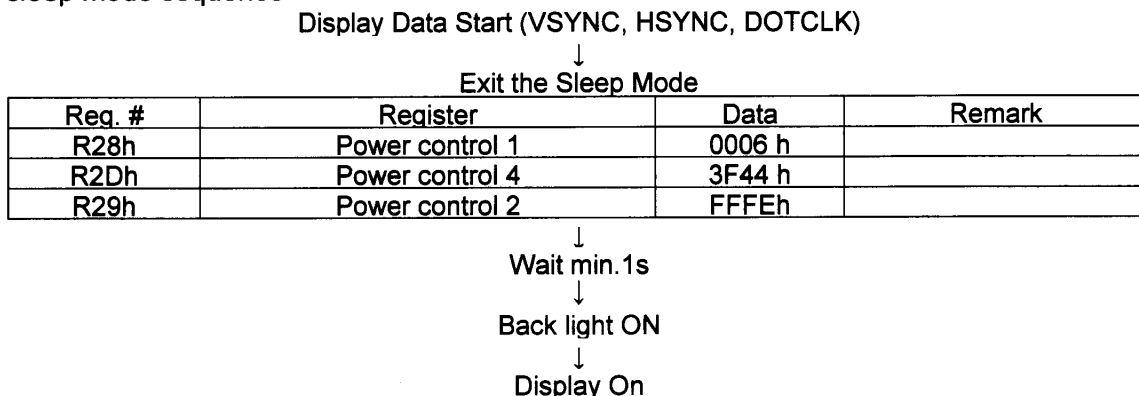 sleep mode sequence
Display Data Start (VSYNC, HSYNC, DOTCLK)
↓
Exit the Sleep Mode
Reg. # Register Data Remark
R28h Power control 1 0006 h
R2Dh Power control 4 3F44 h
R29h Power control 2 FFFEh
↓
Wait min.1s
↓
Back light ON
↓
Display On